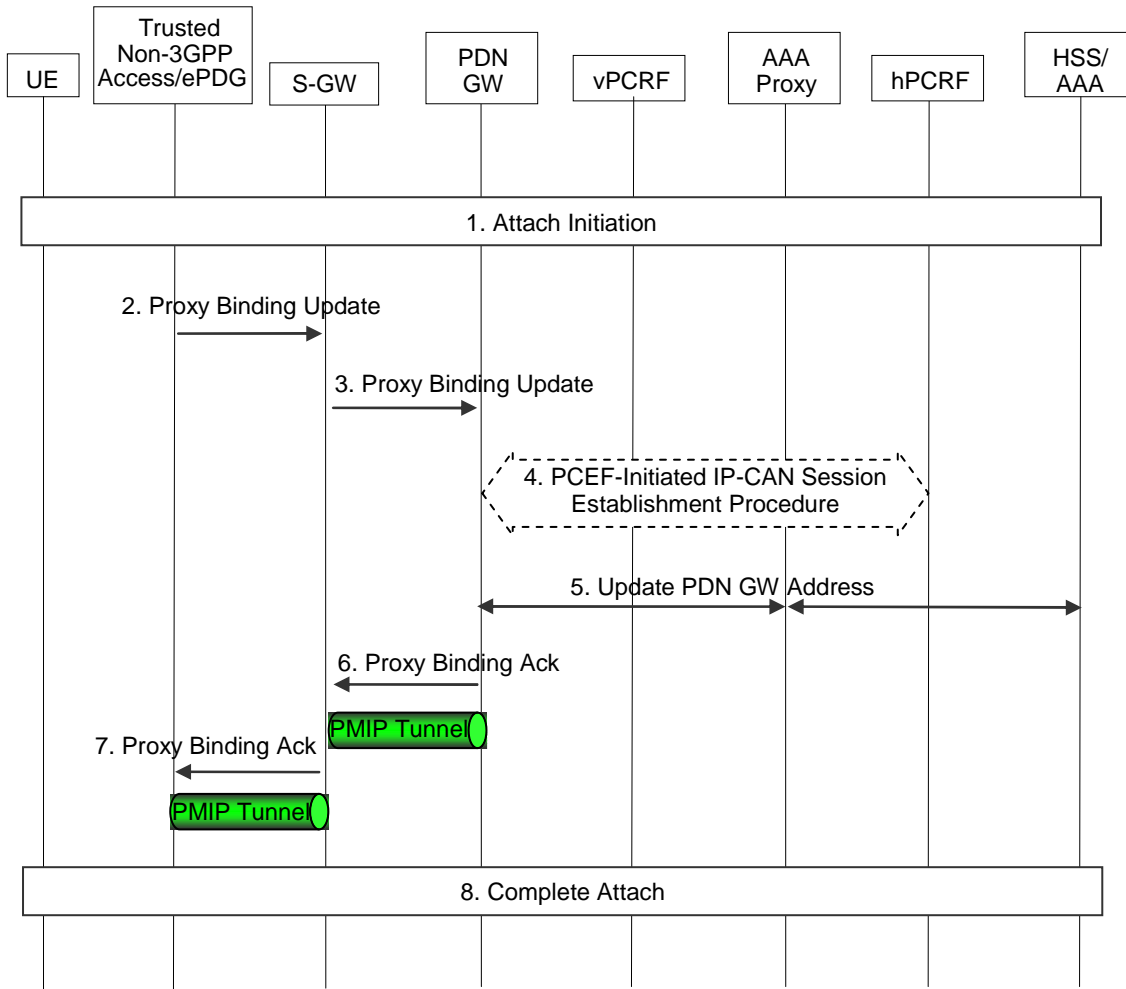 UE
Trusted
Non-3GPP
Access/ePDG
S-GW
PDN
GW
vPCRF
AAA
Proxy
hPCRF
HSS/
AAA
1. Attach Initiation
2. Proxy Binding Update
3. Proxy Binding Update
4. PCEF-Initiated IP-CAN Session
Establishment Procedure
5. Update PDN GW Address
6. Proxy Binding Ack
PMIP Tunnel
7. Proxy Binding Ack
PMIP Tunnel
8. Complete Attach